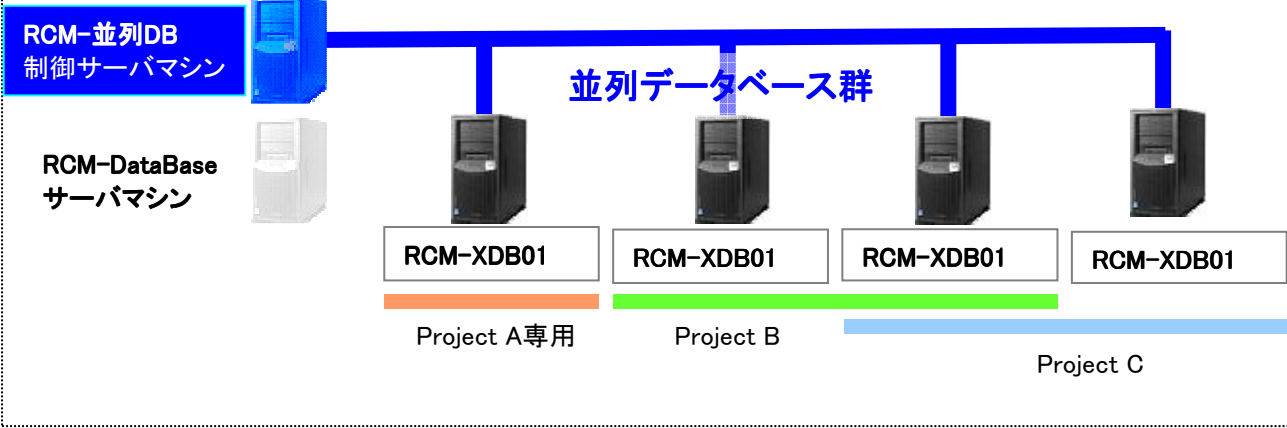 RCM-並列DB
制御サーバマシン
並列データベース群
RCM-DataBase
サーバマシン
RCM-XDB01
RCM-XDB01
RCM-XDB01
RCM-XDB01
Project A専用
Project B
Project C